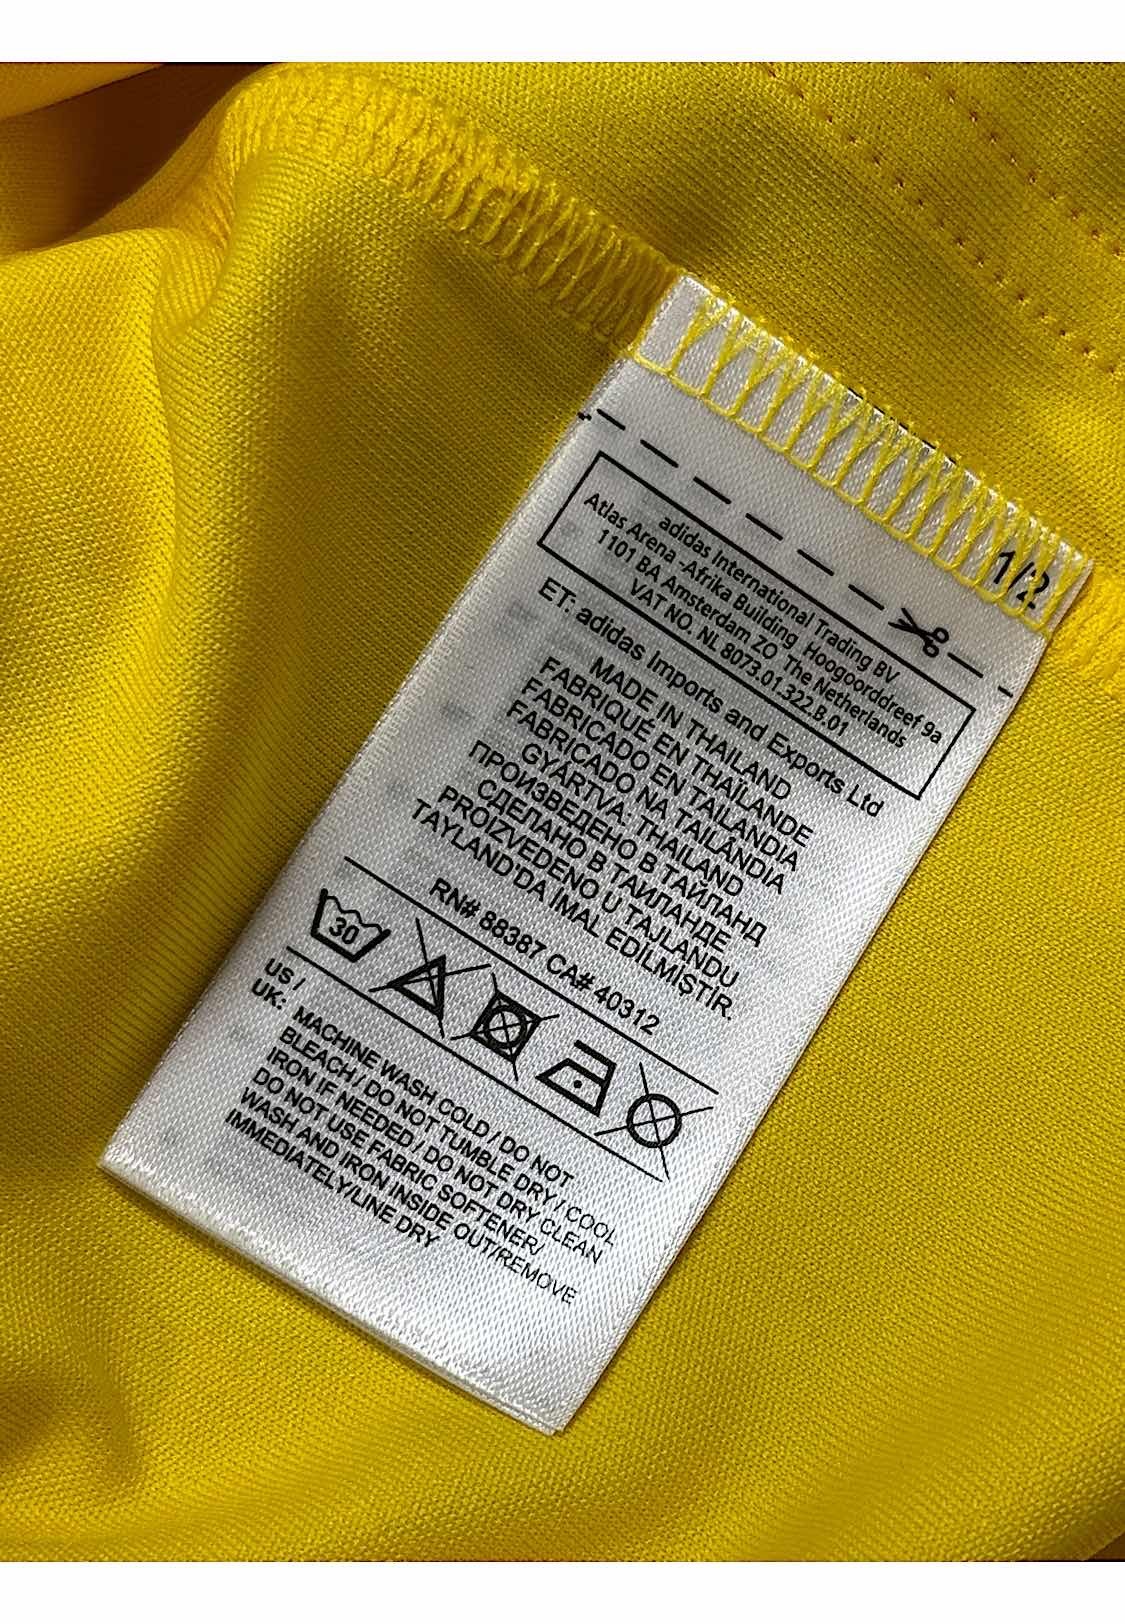 1/2
adidas International Trading BV
Atlas Arena -Afrika Building Hoogoorddreef 9a
1101 BA Amsterdam ZO The Netherlands
VAT NO. NL 8073.01.322.B.01
ET: adidas Imports and Exports Ltd
MADE IN THAILAND
FABRIQUÉ EN THAÏLANDE
FABRICADO EN TAILANDIA
FABRICADO NA TAILÂNDIA
GYÁRTVA: THAILAND
ПРОИЗВЕДЕНО В ТАЙЛАНД
СДЕЛАНО В ТАИЛАНДЕ
PROIZVEDENO U TAJLANDU
TAYLAND'DA İMAL EDİLMİŞTİR.
RN# 88387 CA# 40312
30
US /
UK: MACHINE WASH COLD / DO NOT
BLEACH / DO NOT TUMBLE DRY / COOL
IRON IF NEEDED / DO NOT DRY CLEAN
DO NOT USE FABRIC SOFTENER/
WASH AND IRON INSIDE OUT/REMOVE
IMMEDIATELY/LINE DRY